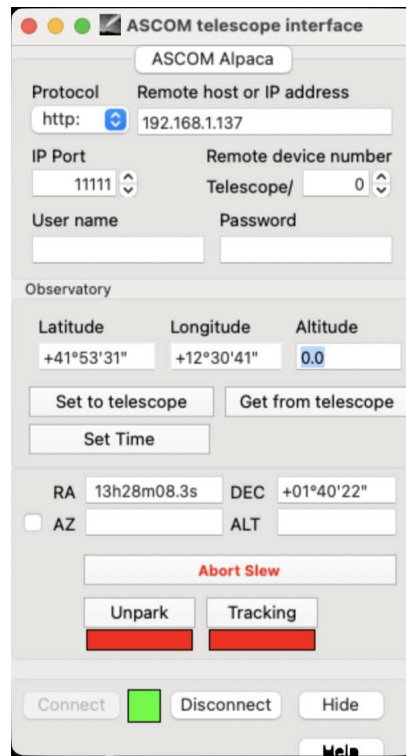 ASCOM telescope interface
ASCOM Alpaca
Protocol Remote host or IP address
http: 192.168.1.137
IP Port Remote device number
11111 Telescope/ 0
User name Password
Observatory
Latitude Longitude Altitude
+41°53'31" +12°30'41" 0.0
Set to telescope Get from telescope
Set Time
RA 13h28m08.3s DEC +01°40'22"
AZ ALT
Abort Slew
Unpark Tracking
Connect Disconnect Hide
Help